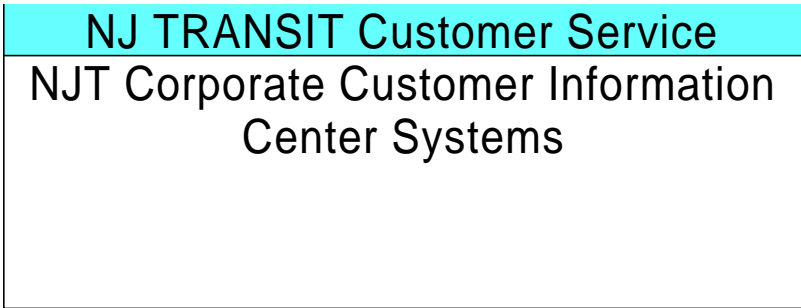 NJ TRANSIT Customer Service
NJT Corporate Customer Information
Center Systems